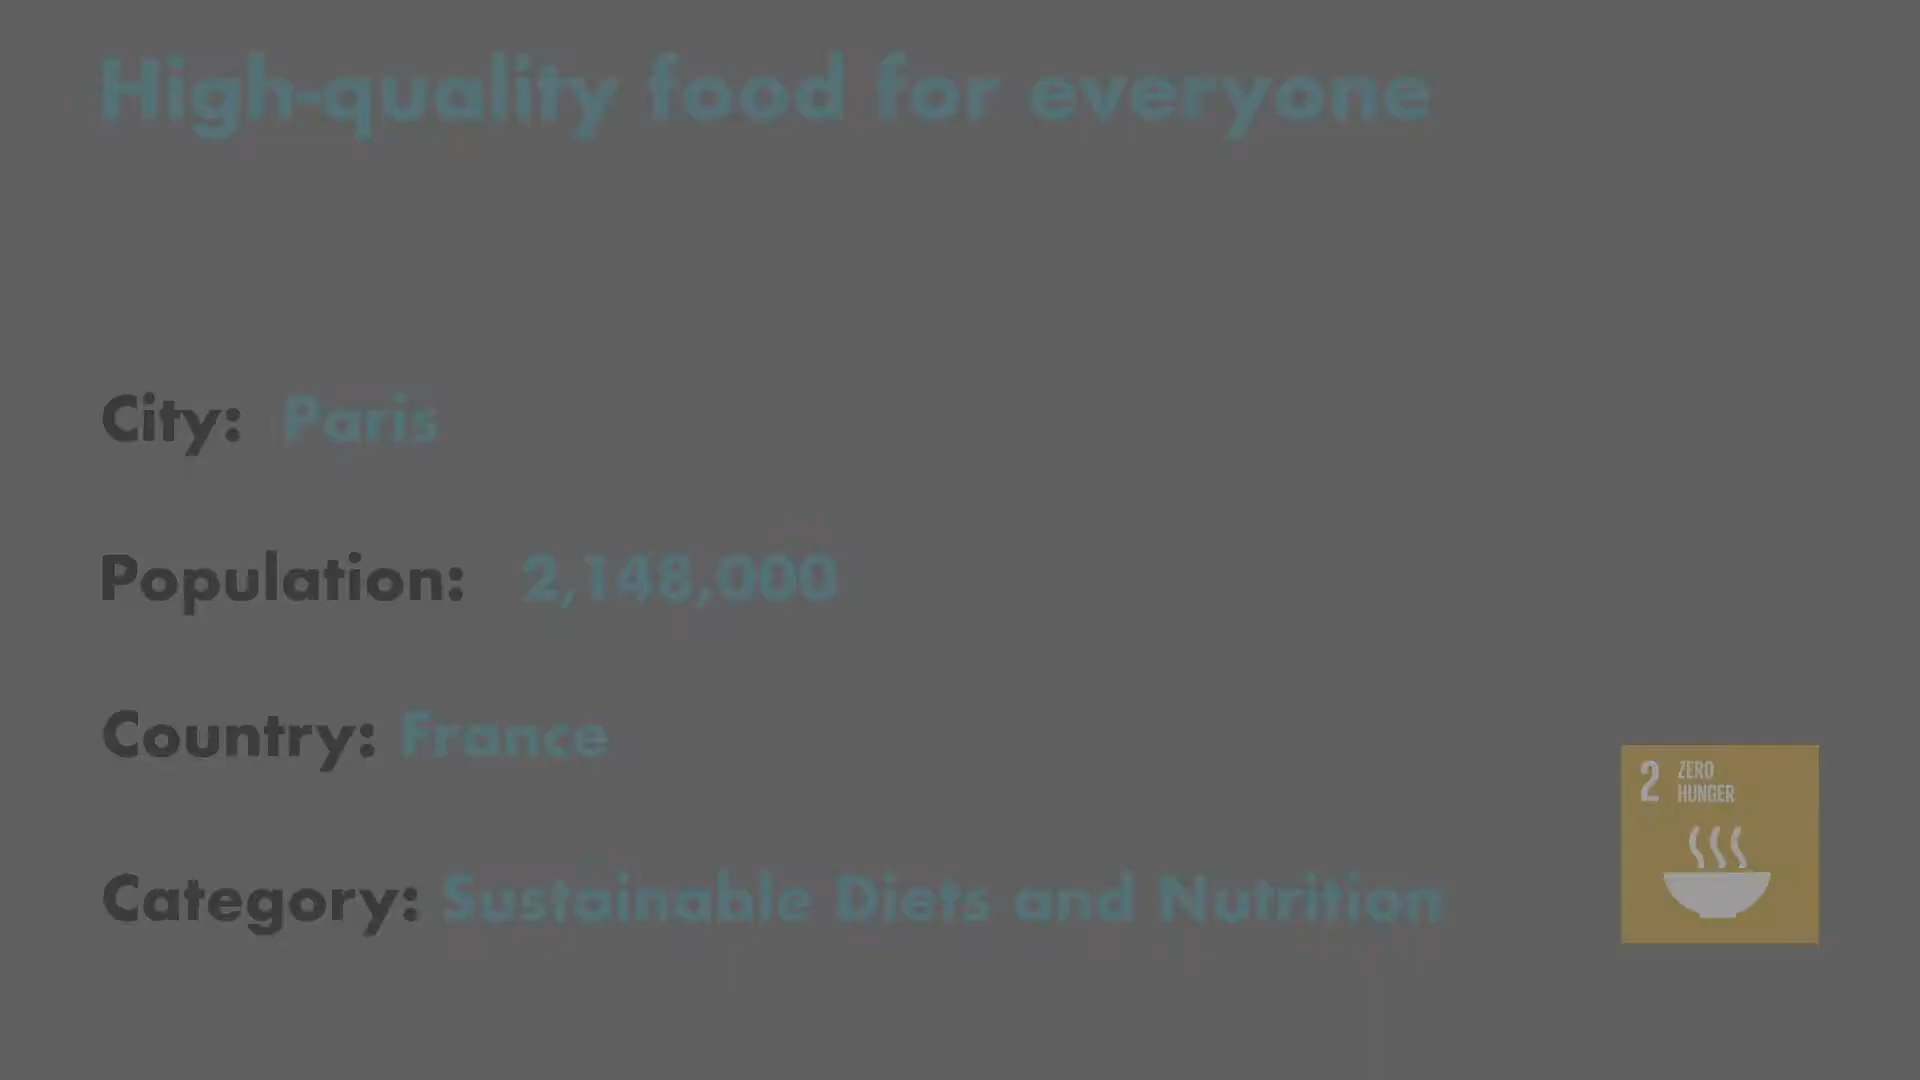 High-quality food for everyone
City: Paris
Population: 2,148,000
Country: France
2 ZERO
HUNGER
Category: Sustainable Diets and Nutrition